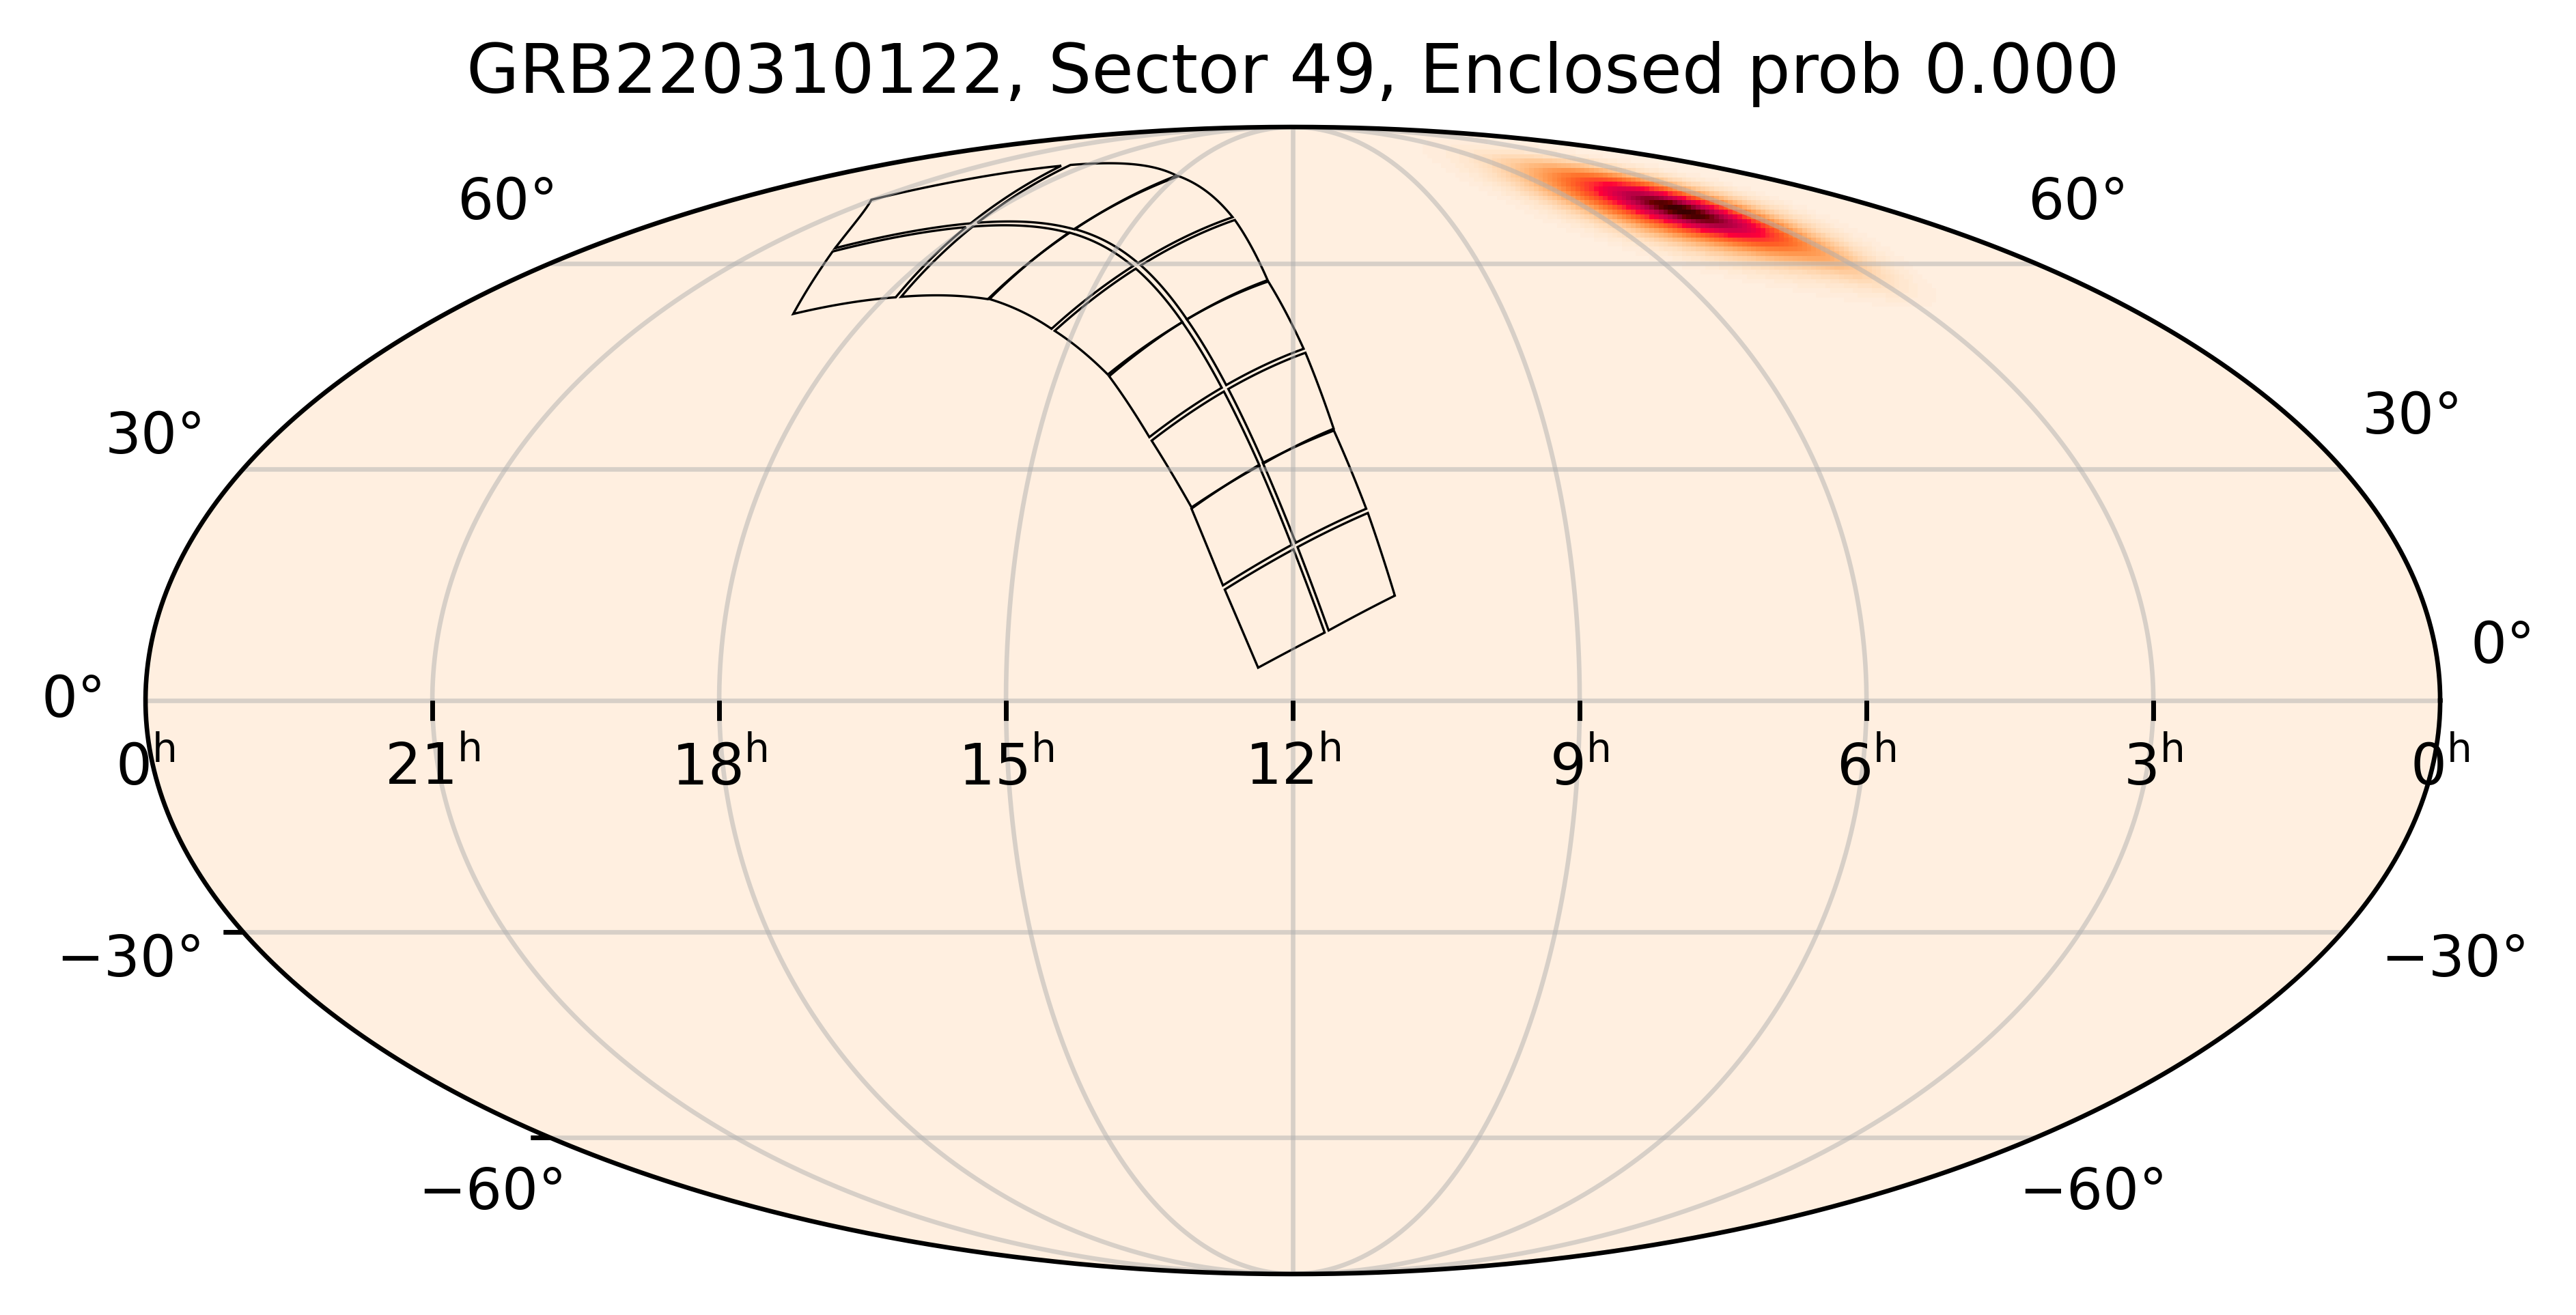 GRB220310122, Sector 49, Enclosed prob 0.000
60° 60°
30° 30°
0° 0°
0h 21h 18h 15h 12h 9h 6h 3h 0h
−30° −30°
−60° −60°